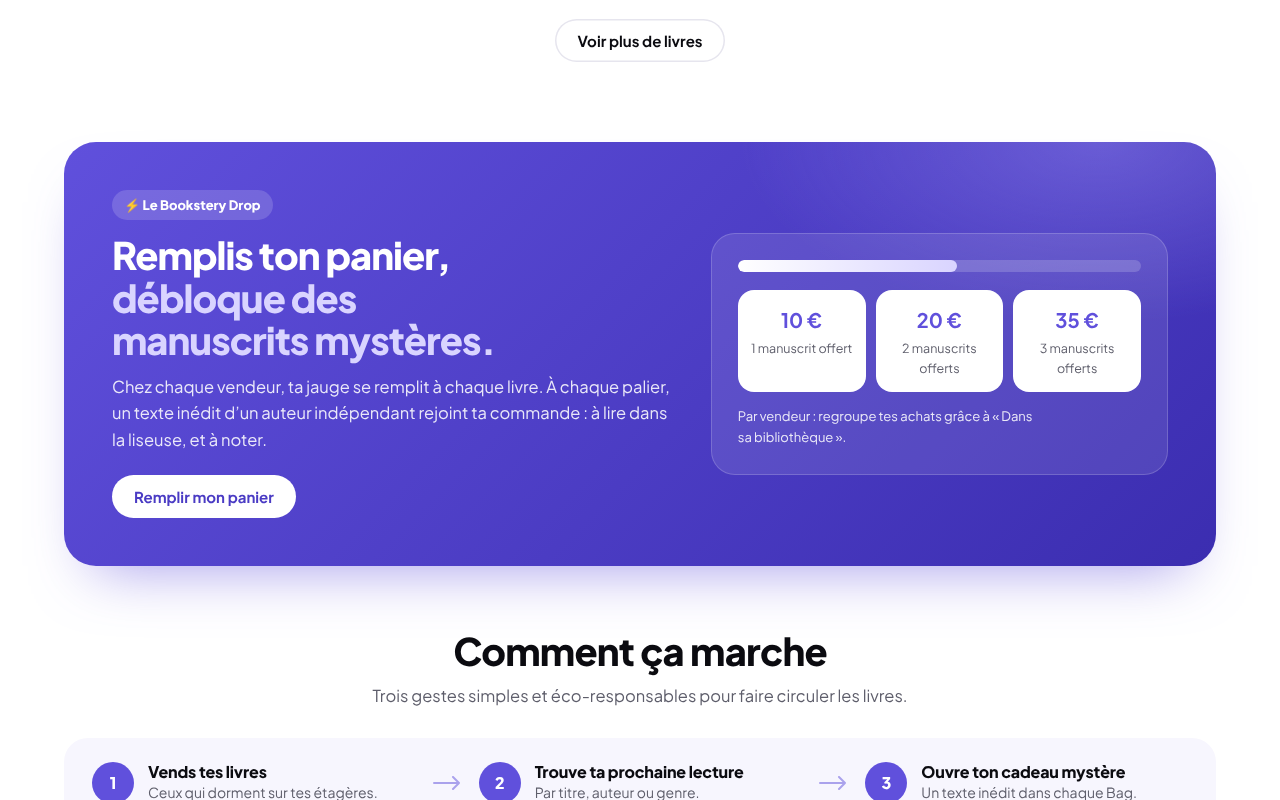 Voir plus de livres
⚡ Le Bookstery Drop
Remplis ton panier,
débloque des
manuscrits mystères.
Chez chaque vendeur, ta jauge se remplit à chaque livre. À chaque palier,
un texte inédit d'un auteur indépendant rejoint ta commande : à lire dans
la liseuse, et à noter.
Remplir mon panier
10 €
1 manuscrit offert
20 €
2 manuscrits
offerts
35 €
3 manuscrits
offerts
Par vendeur : regroupe tes achats grâce à « Dans
sa bibliothèque ».
Comment ça marche
Trois gestes simples et éco-responsables pour faire circuler les livres.
1
Vends tes livres
Ceux qui dorment sur tes étagères.
2
Trouve ta prochaine lecture
Par titre, auteur ou genre.
3
Ouvre ton cadeau mystère
Un texte inédit dans chaque Bag.